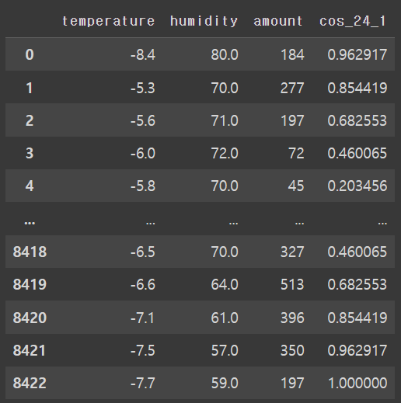 temperature humidity amount cos_24_1
0 -8.4 80.0 184 0.962917
1 -5.3 70.0 277 0.854419
2 -5.6 71.0 197 0.682553
3 -6.0 72.0 72 0.460065
4 -5.8 70.0 45 0.203456
... ... ... ... ...
8418 -6.5 70.0 327 0.460065
8419 -6.6 64.0 513 0.682553
8420 -7.1 61.0 396 0.854419
8421 -7.5 57.0 350 0.962917
8422 -7.7 59.0 197 1.000000